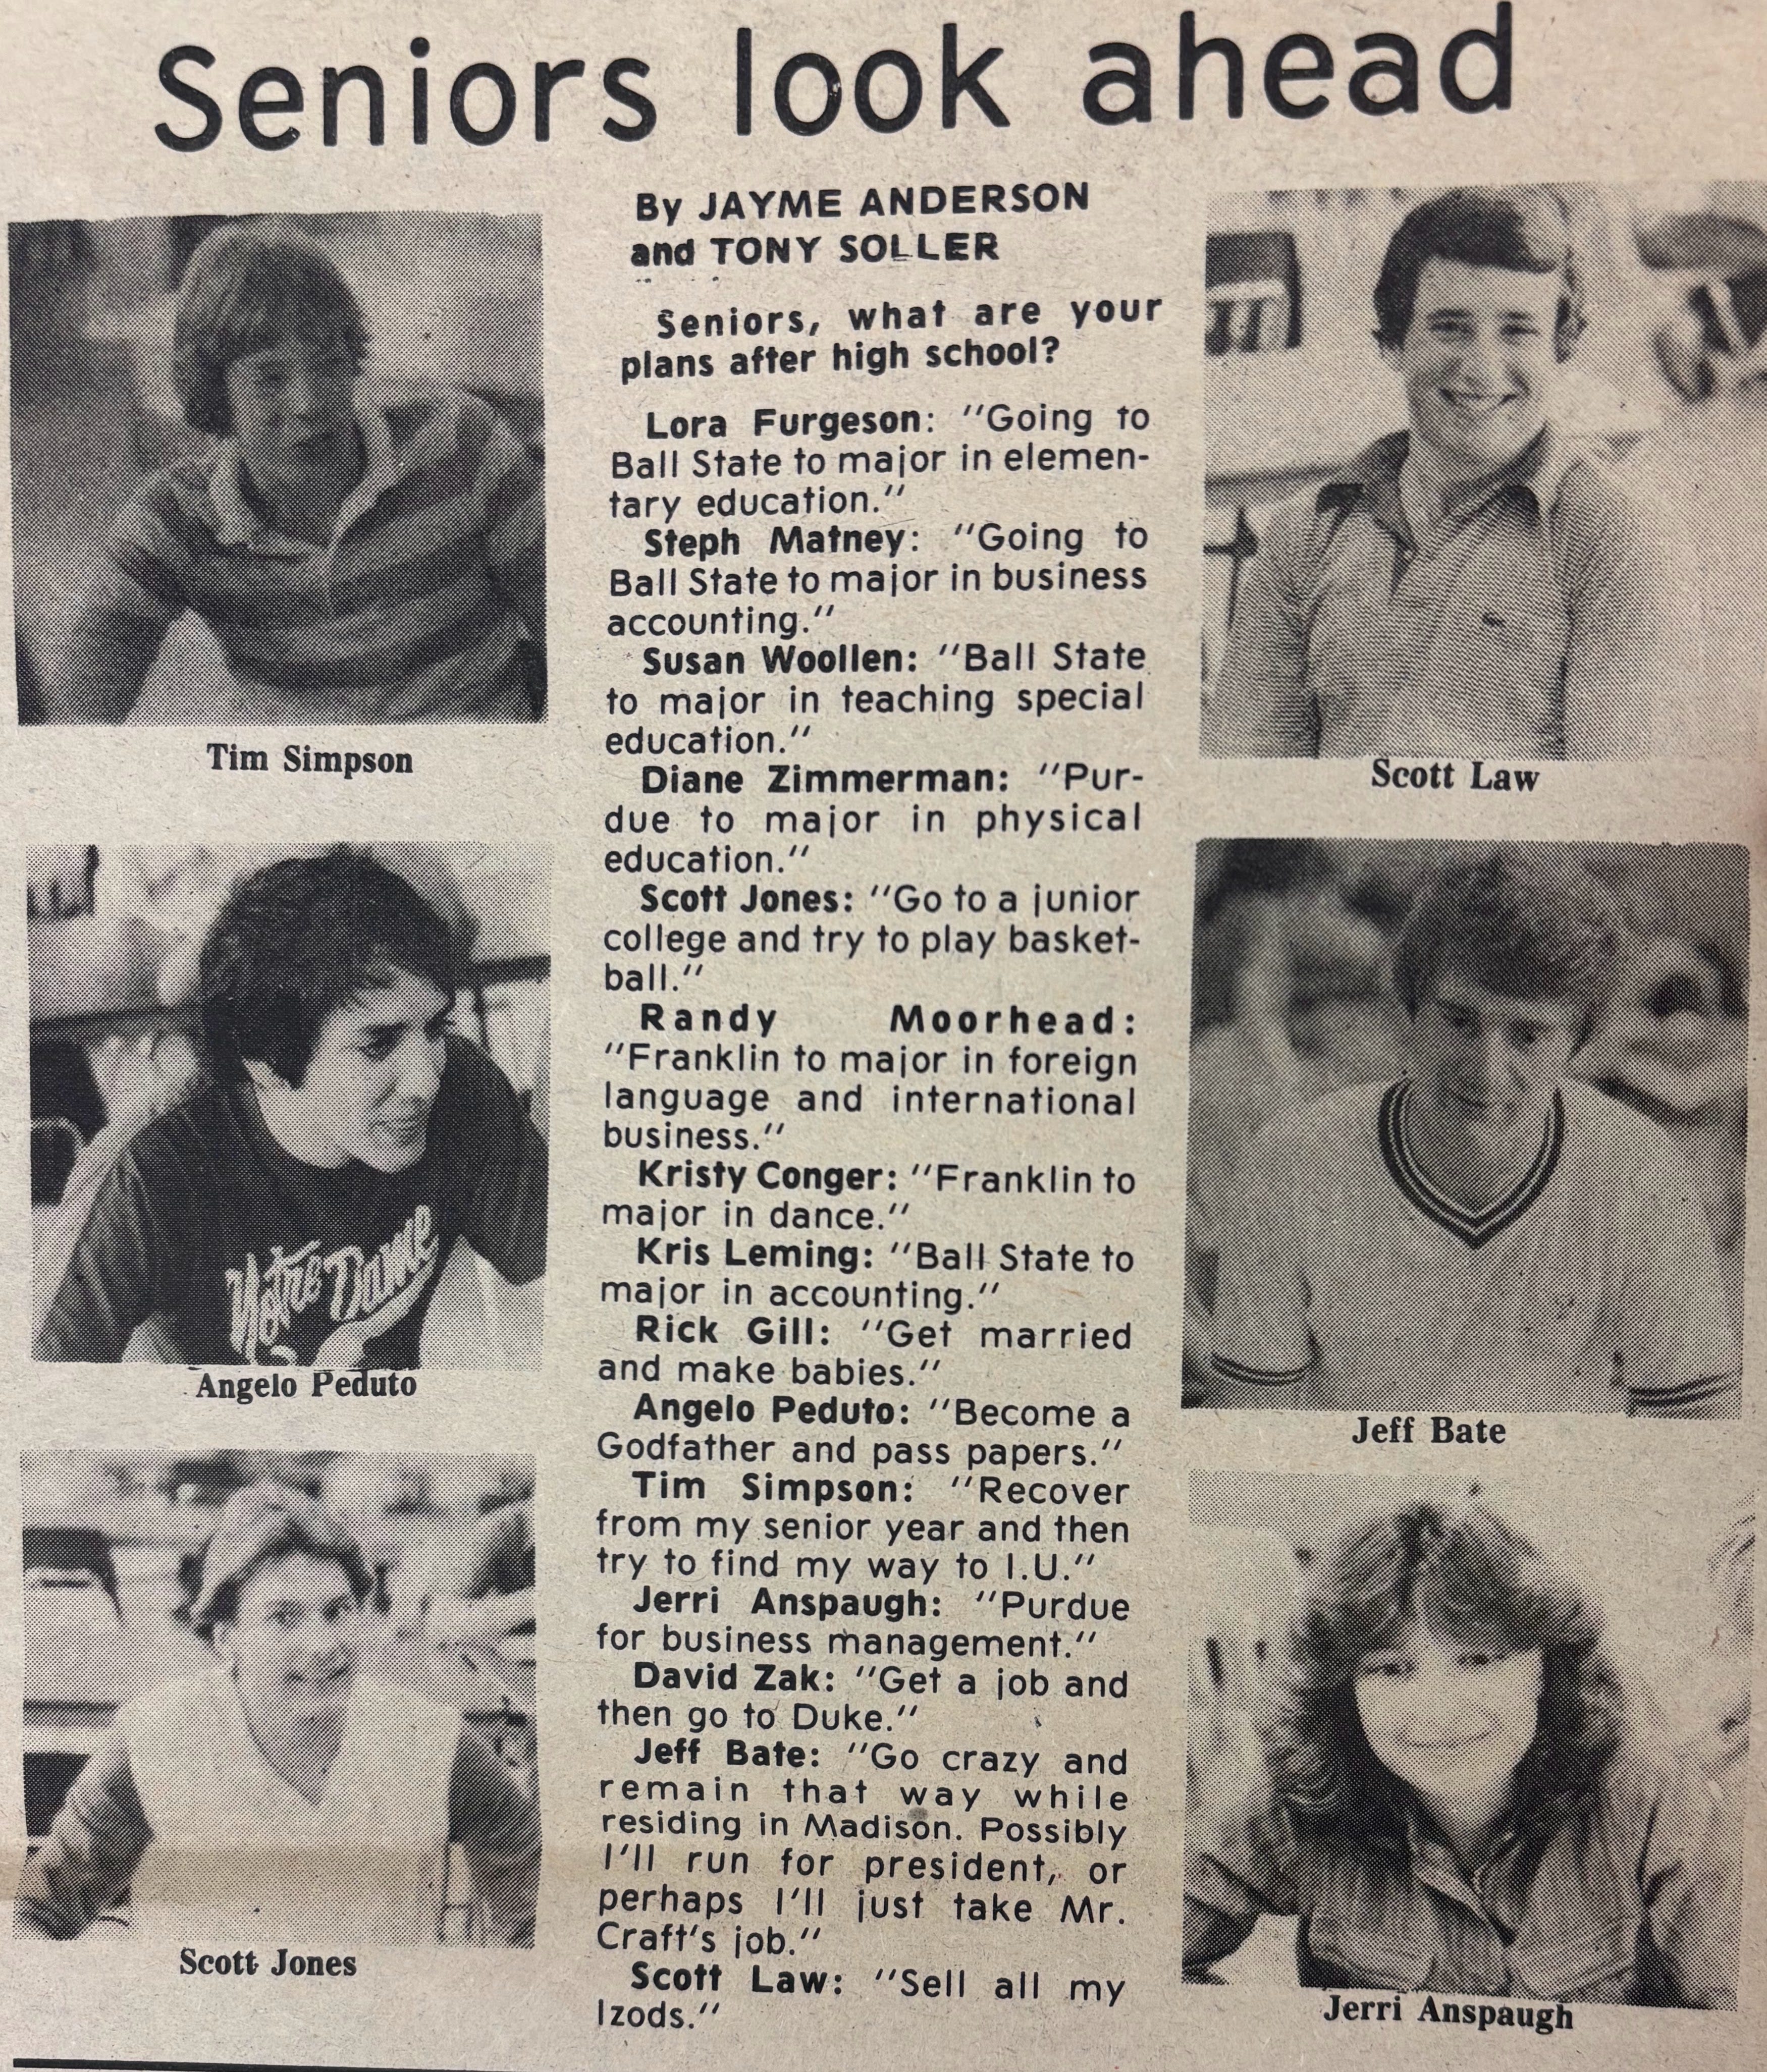 Seniors look ahead
By JAYME ANDERSON
and TONY SOLLER
Seniors, what are your
plans after high school?
Lora Furgeson: "Going to
Ball State to major in elemen-
tary education."
Steph Matney: "Going to
Ball State to major in business
accounting."
Susan Woollen: "Ball State
to major in teaching special
education."
Diane Zimmerman: "Pur-
due to major in physical
education."
Scott Jones: "Go to a junior
college and try to play basket-
ball."
Randy Moorhead:
"Franklin to major in foreign
language and international
business."
Kristy Conger: "Franklin to
major in dance."
Kris Leming: "Ball State to
major in accounting."
Rick Gill: "Get married
and make babies."
Angelo Peduto: "Become a
Godfather and pass papers."
Tim Simpson: "Recover
from my senior year and then
try to find my way to I.U."
Jerri Anspaugh: "Purdue
for business management."
David Zak: "Get a job and
then go to Duke."
Jeff Bate: "Go crazy and
remain that way while
residing in Madison. Possibly
I'll run for president, or
perhaps I'll just take Mr.
Craft's job."
Scott Law: "Sell all my
Izods."
Tim Simpson
Notre Dame
Angelo Peduto
Scott Jones
Scott Law
Jeff Bate
Jerri Anspaugh